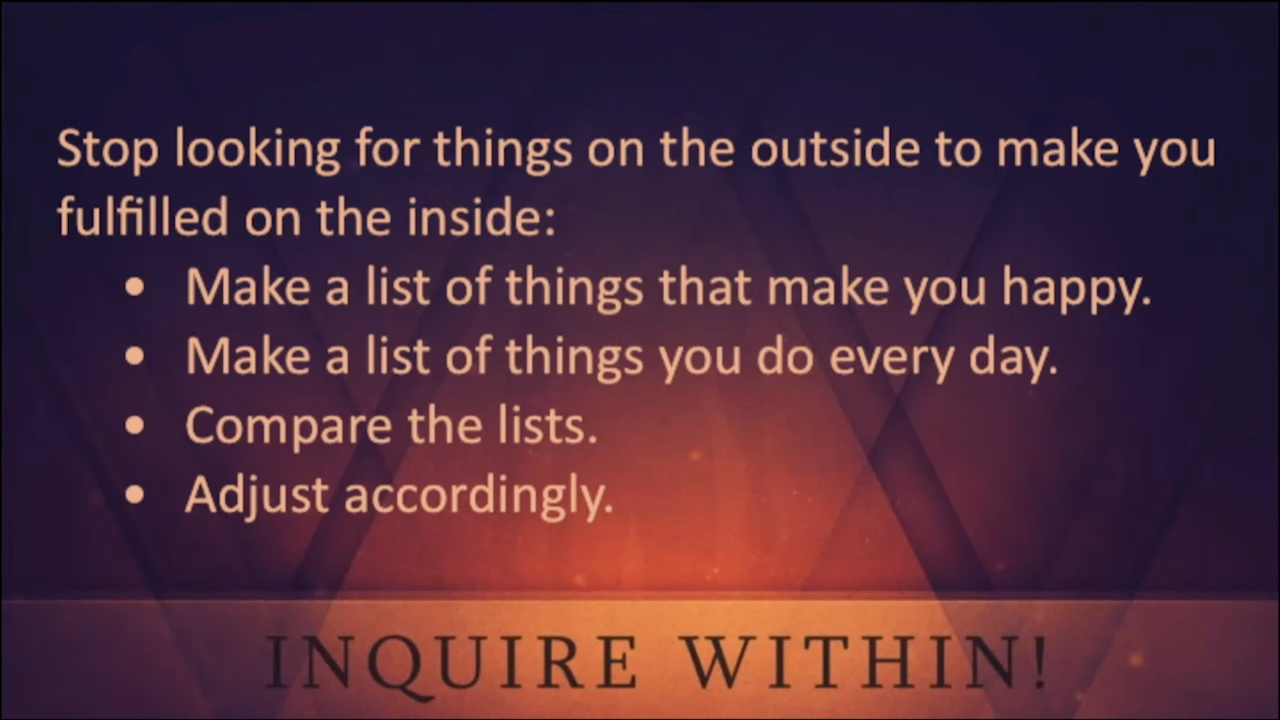 Stop looking for things on the outside to make you
fulfilled on the inside:
• Make a list of things that make you happy.
• Make a list of things you do every day.
• Compare the lists.
• Adjust accordingly.
INQUIRE WITHIN!